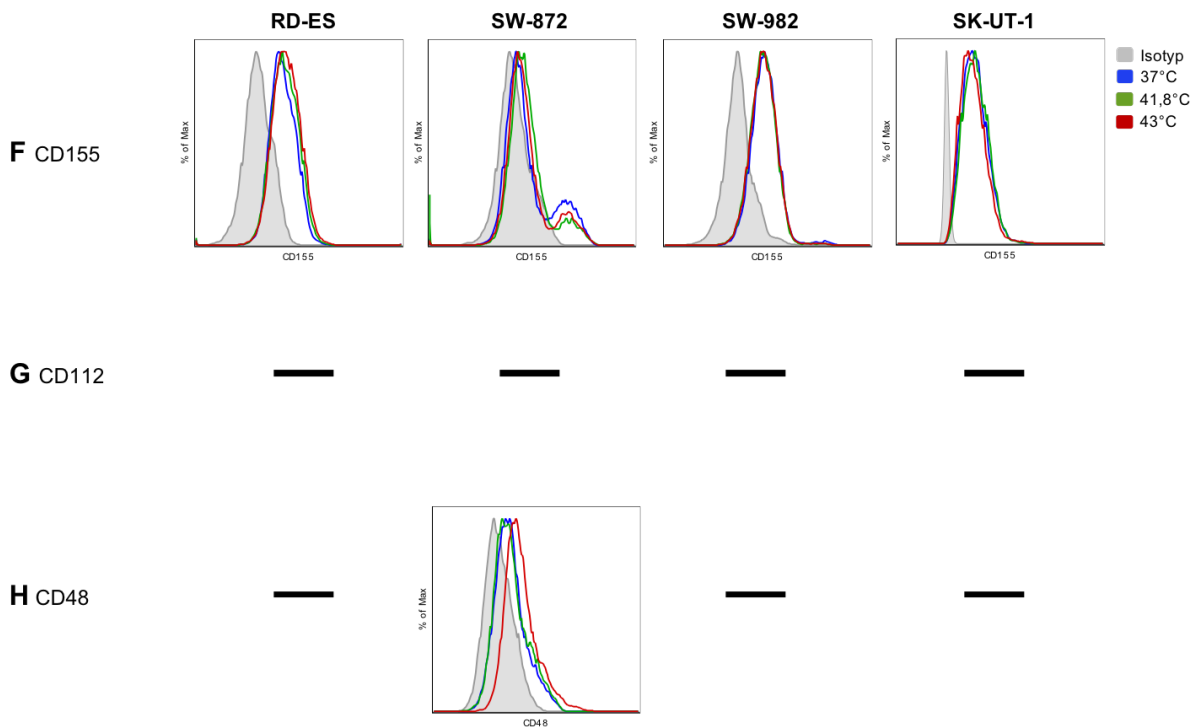 RD-ES SW-872 SW-982 SK-UT-1
Isotyp
37°C
41,8°C
43°C
F CD155
% of Max % of Max % of Max % of Max
CD155 CD155 CD155 CD155
G CD112
H CD48
% of Max
CD48